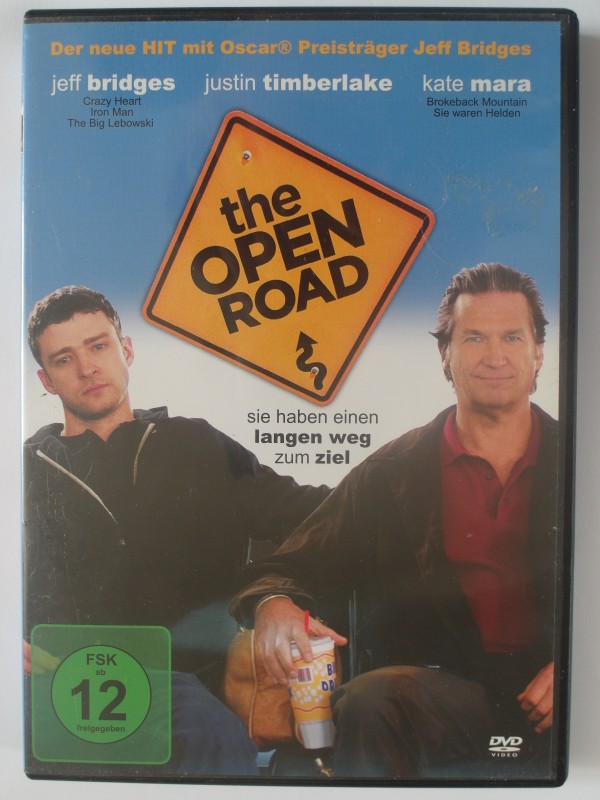 Der neue HIT mit Oscar® Preisträger Jeff Bridges
jeff bridges justin timberlake kate mara
Crazy Heart
Iron Man
The Big Lebowski
Brokeback Mountain
Sie waren Helden
the
OPEN
ROAD
sie haben einen
langen weg
zum ziel
FSK
ab
12
freigegeben
DVD
VIDEO